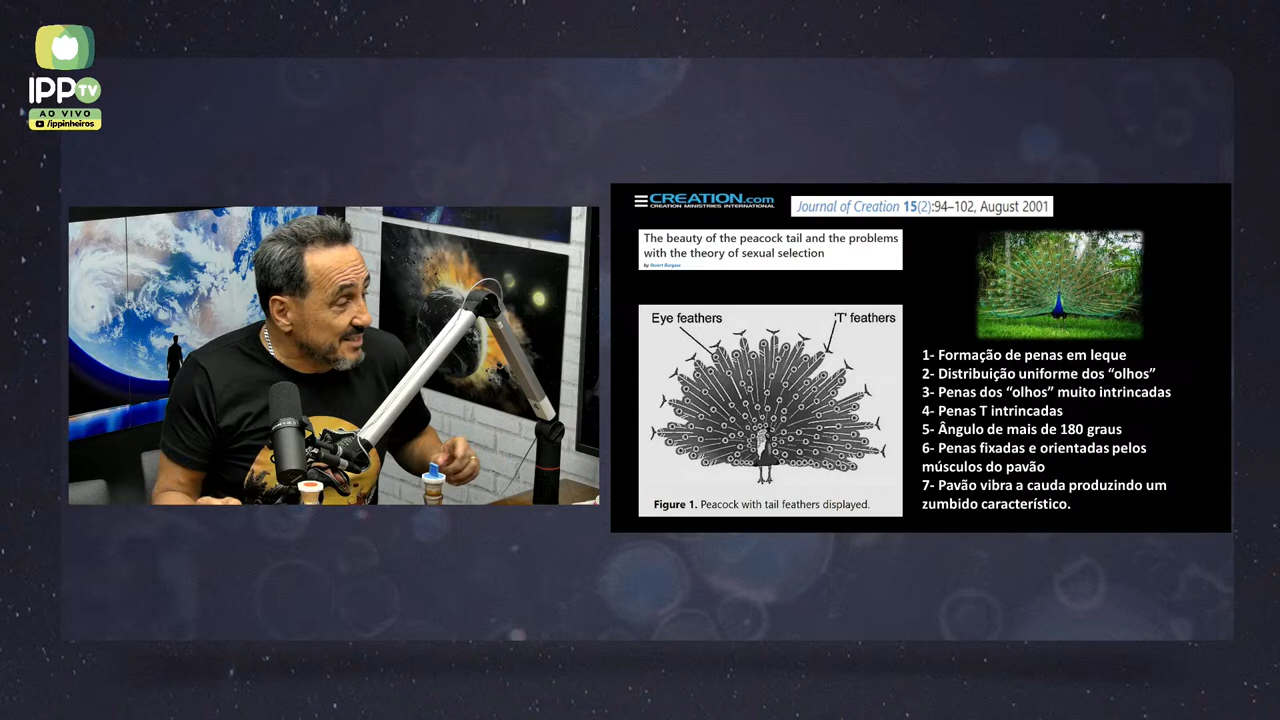 IPP TV
AO VIVO
/ippinheiros
CREATION.com
CREATION MINISTRIES INTERNATIONAL
Journal of Creation 15(2):94–102, August 2001
The beauty of the peacock tail and the problems
with the theory of sexual selection
by Stuart Burgess
Eye feathers
'T' feathers
Figure 1. Peacock with tail feathers displayed.
1- Formação de penas em leque
2- Distribuição uniforme dos “olhos”
3- Penas dos “olhos” muito intrincadas
4- Penas T intrincadas
5- Ângulo de mais de 180 graus
6- Penas fixadas e orientadas pelos
músculos do pavão
7- Pavão vibra a cauda produzindo um
zumbido característico.